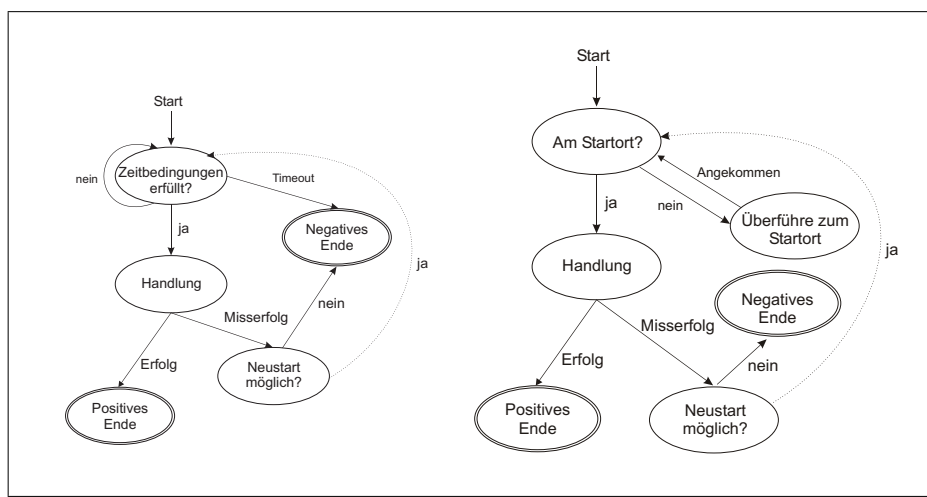 Start
Zeitbedingungen
erfüllt?
nein
Timeout
ja
Negatives
Ende
Handlung
nein
ja
Misserfolg
Erfolg
Neustart
möglich?
Positives
Ende
Start
Am Startort?
Angekommen
nein
ja
Überführe zum
Startort
ja
Handlung
Negatives
Ende
Misserfolg
nein
Erfolg
Positives
Ende
Neustart
möglich?